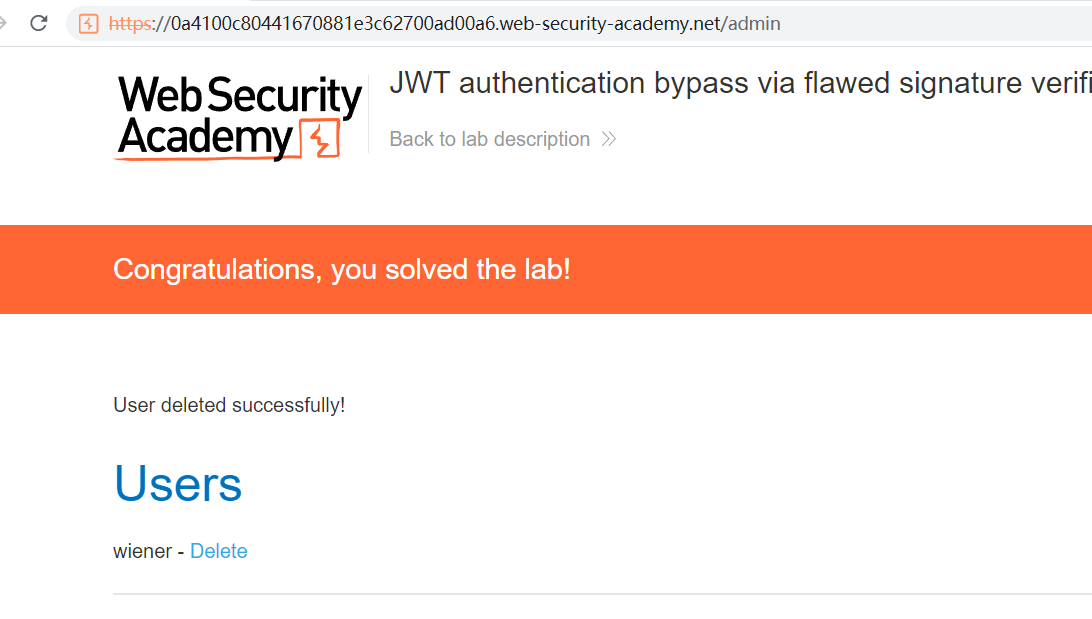 https://0a4100c80441670881e3c62700ad00a6.web-security-academy.net/admin
Web Security
Academy
JWT authentication bypass via flawed signature verifi
Back to lab description
Congratulations, you solved the lab!
User deleted successfully!
Users
wiener - Delete